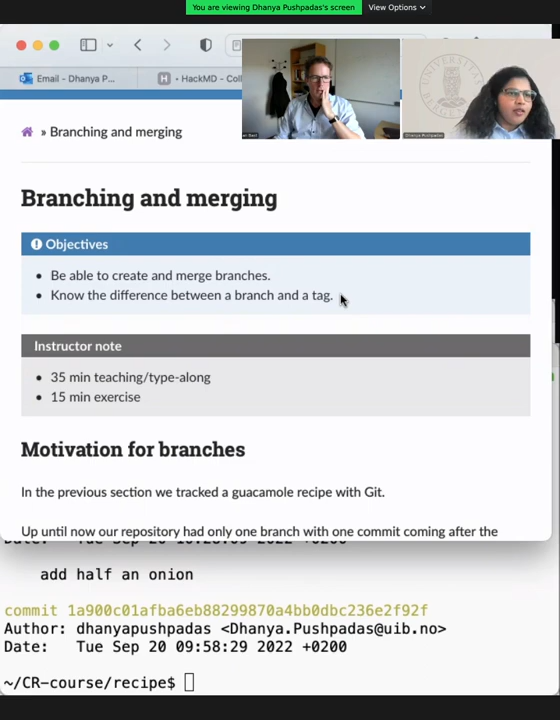 You are viewing Dhanya Pushpadas's screen
View Options
Email - Dhanya P...
HackMD - Coll
» Branching and merging
Dhanya Pushpadas
Branching and merging
Objectives
• Be able to create and merge branches.
• Know the difference between a branch and a tag.
Instructor note
• 35 min teaching/type-along
• 15 min exercise
Motivation for branches
In the previous section we tracked a guacamole recipe with Git.
Up until now our repository had only one branch with one commit coming after the
add half an onion
commit 1a900c01afba6eb88299870a4bb0dbc236e2f92f
Author: dhanyapushpadas <Dhanya.Pushpadas@uib.no>
Date: Tue Sep 20 09:58:29 2022 +0200
~/CR-course/recipe$